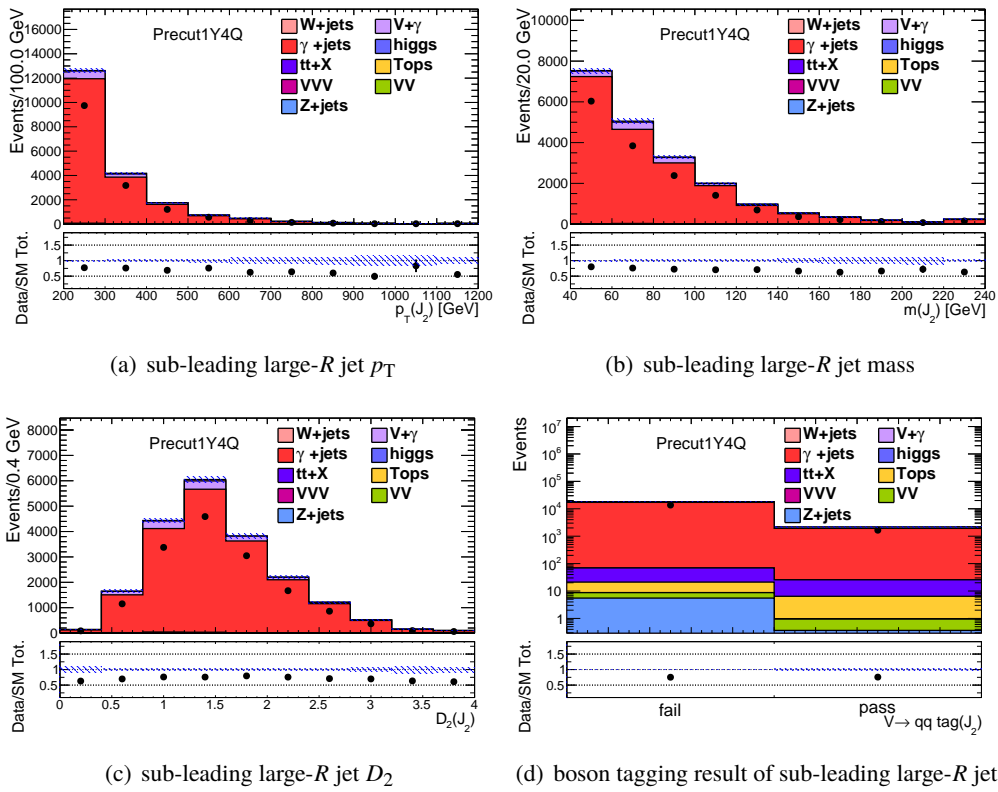 Events/100.0 GeV
16000
14000
12000
10000
8000
6000
4000
2000
0
Precut1Y4Q
W+jets
γ +jets
tt+X
VVV
Z+jets
V+γ
higgs
Tops
VV
Data/SM Tot.
1.5
1
0.5
200 300 400 500 600 700 800 900 1000 1100 1200
p_T(J_2) [GeV]
(a) sub-leading large-R jet p_T
Events/20.0 GeV
10000
8000
6000
4000
2000
0
Precut1Y4Q
W+jets
γ +jets
tt+X
VVV
Z+jets
V+γ
higgs
Tops
VV
Data/SM Tot.
1.5
1
0.5
40 60 80 100 120 140 160 180 200 220 240
m(J_2) [GeV]
(b) sub-leading large-R jet mass
Events/0.4 GeV
8000
7000
6000
5000
4000
3000
2000
1000
0
Precut1Y4Q
W+jets
γ +jets
tt+X
VVV
Z+jets
V+γ
higgs
Tops
VV
Data/SM Tot.
1.5
1
0.5
0 0.5 1 1.5 2 2.5 3 3.5 4
D_2(J_2)
(c) sub-leading large-R jet D_2
Events
10^7
10^6
10^5
10^4
10^3
10^2
10
1
Precut1Y4Q
W+jets
γ +jets
tt+X
VVV
Z+jets
V+γ
higgs
Tops
VV
Data/SM Tot.
1.5
1
0.5
fail pass
V→ qq tag(J_2)
(d) boson tagging result of sub-leading large-R jet